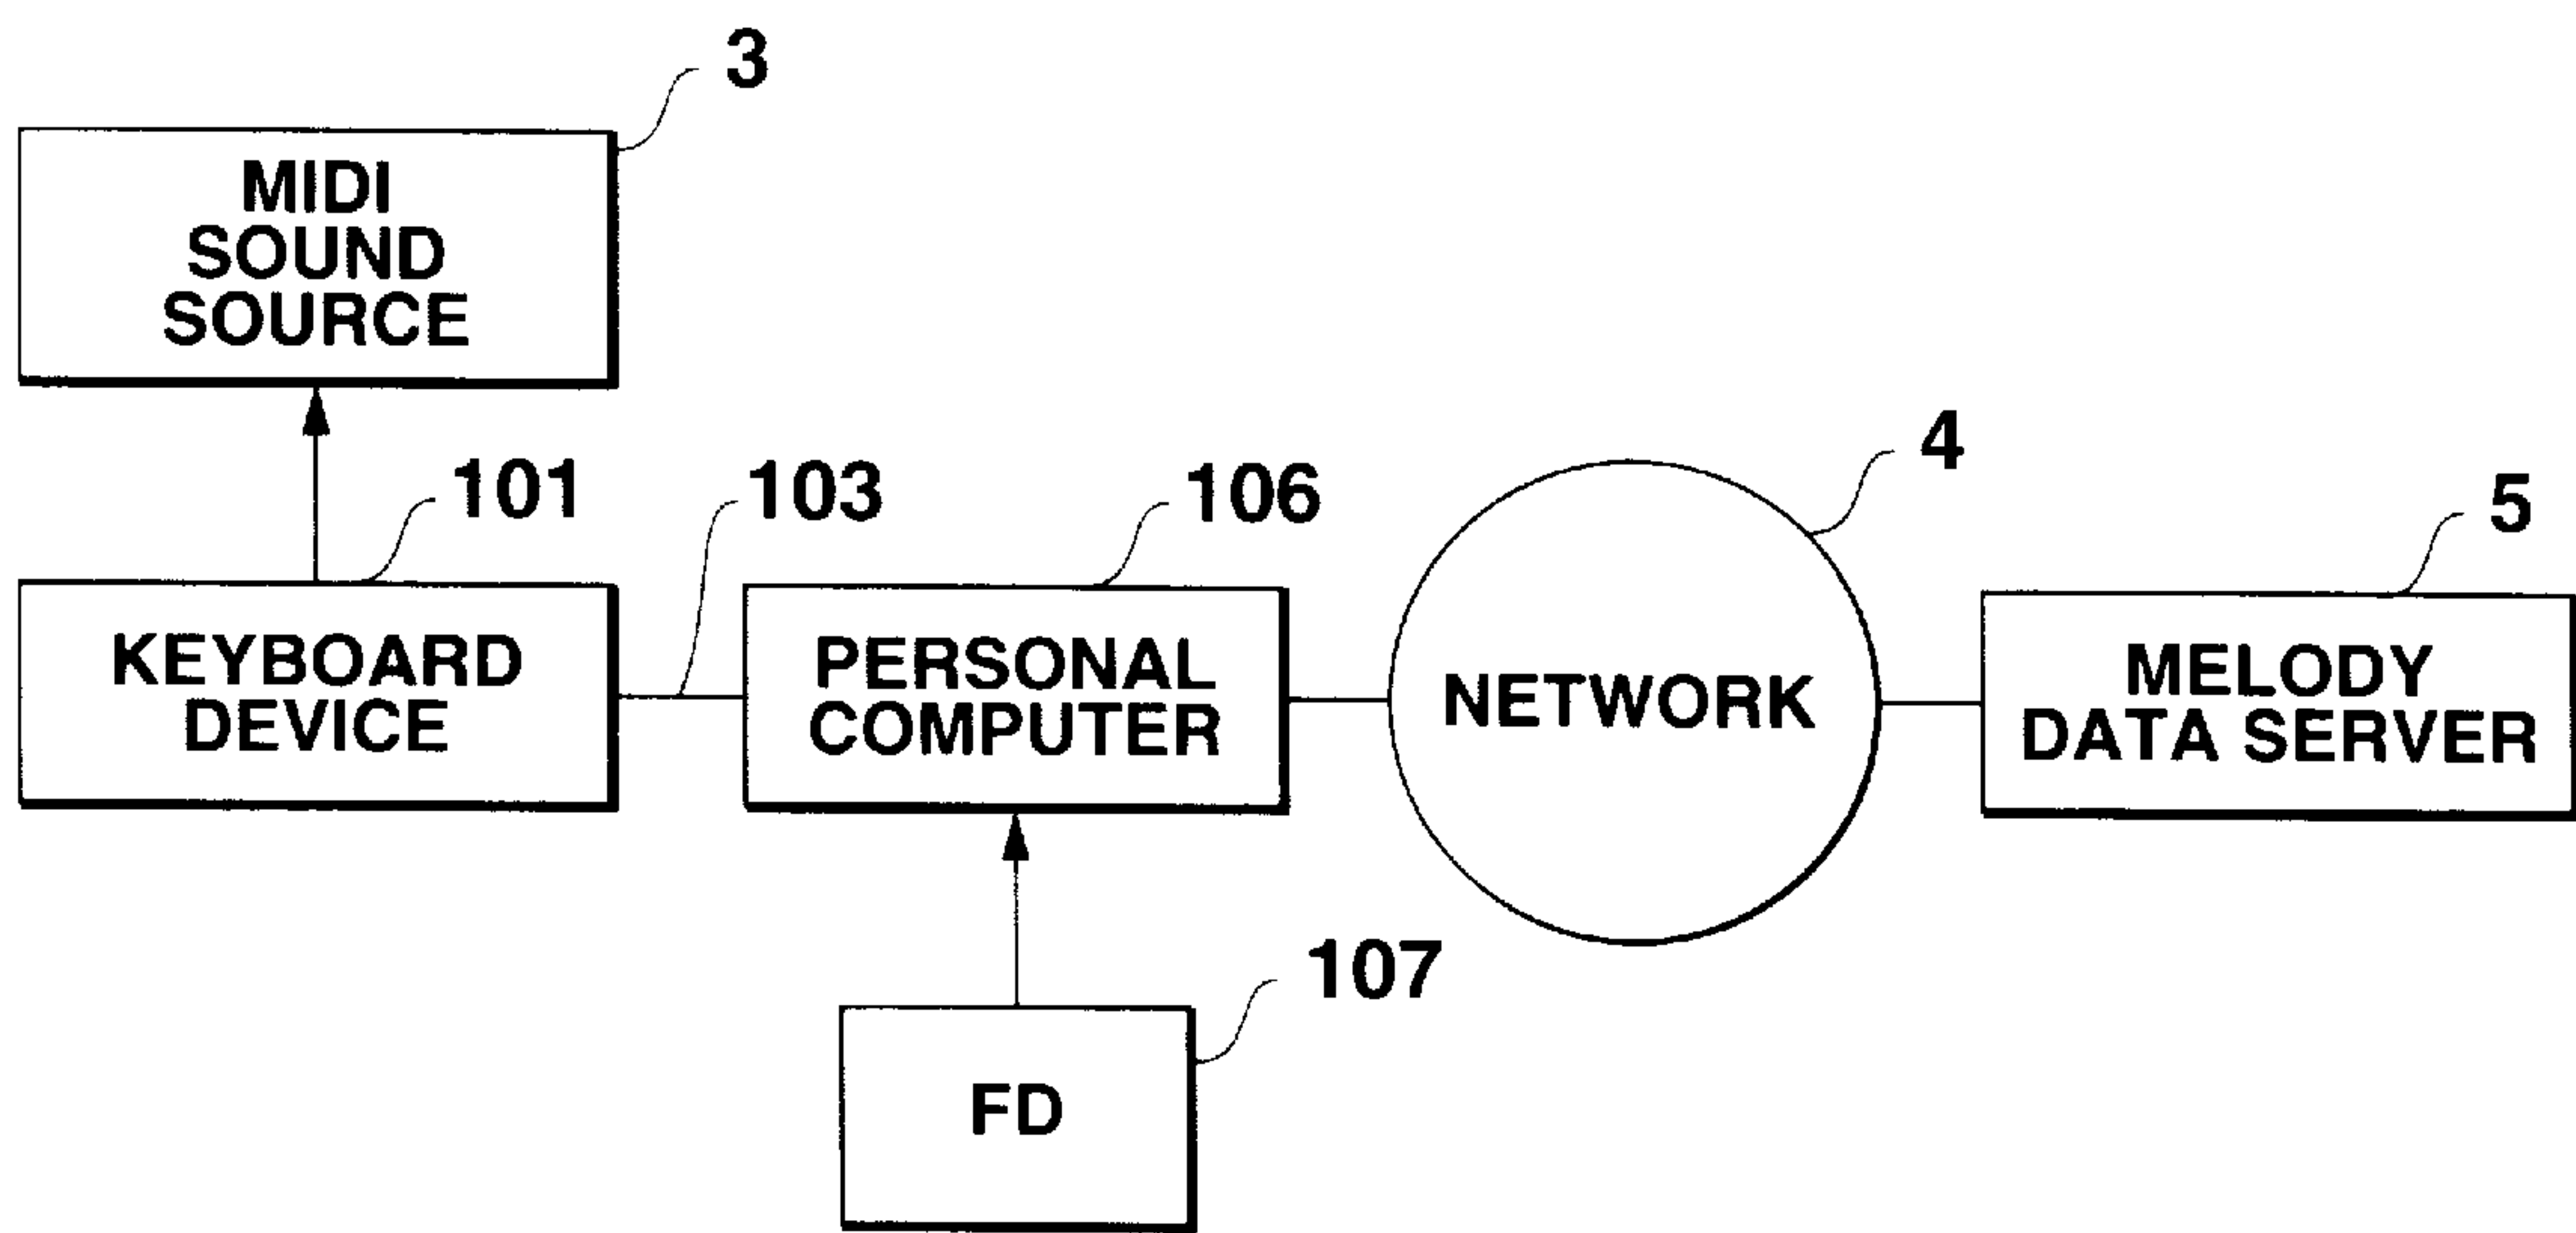 3
MIDI
SOUND
SOURCE
101
103
106
4
5
KEYBOARD
DEVICE
PERSONAL
COMPUTER
NETWORK
MELODY
DATA SERVER
107
FD